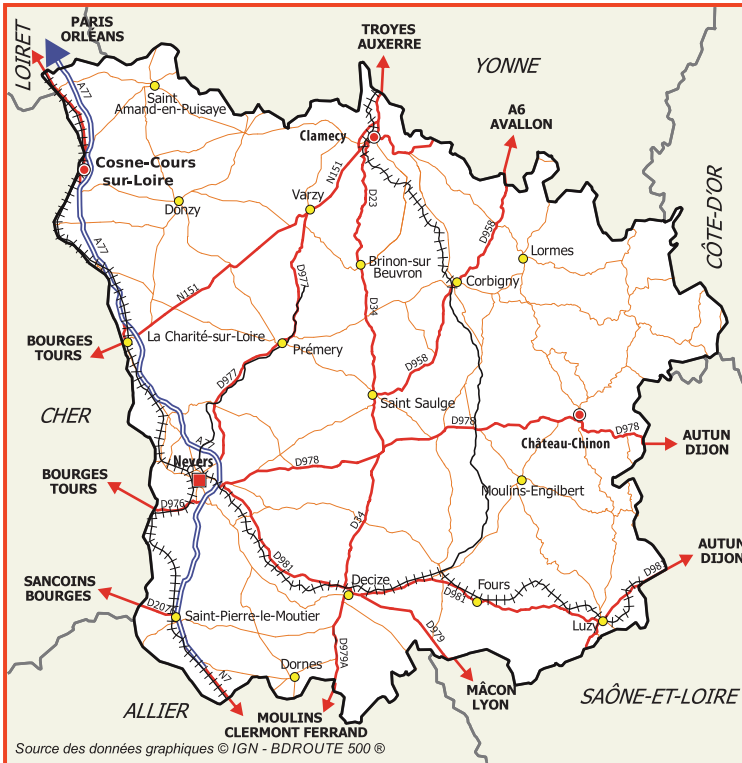 PARIS
ORLÉANS
LOIRET
TROYES
AUXERRE
YONNE
A77
Saint
Amand-en-Puisaye
A6
AVALLON
Clamecy
Cosne-Cours
sur-Loire
N151
Varzy
D23
Donzy
D958
CÔTE-D'OR
A77
Lormes
Brinon-sur
Beuvron
D977
Corbigny
N151
D34
BOURGES
TOURS
La Charité-sur-Loire
Prémery
D958
D977
CHER
Saint Saulge
D978
Château-Chinon
D978
AUTUN
DIJON
A77
Nevers
D978
BOURGES
TOURS
Moulins-Engilbert
D976
D34
AUTUN
DIJON
D981
D981
SANCOINS
BOURGES
Decize
Fours
D981
D207
Saint-Pierre-le-Moutier
Luzy
D979
D979A
Dornes
N7
MÂCON
LYON
SAÔNE-ET-LOIRE
ALLIER
MOULINS
CLERMONT FERRAND
Source des données graphiques © IGN - BDROUTE 500 ®